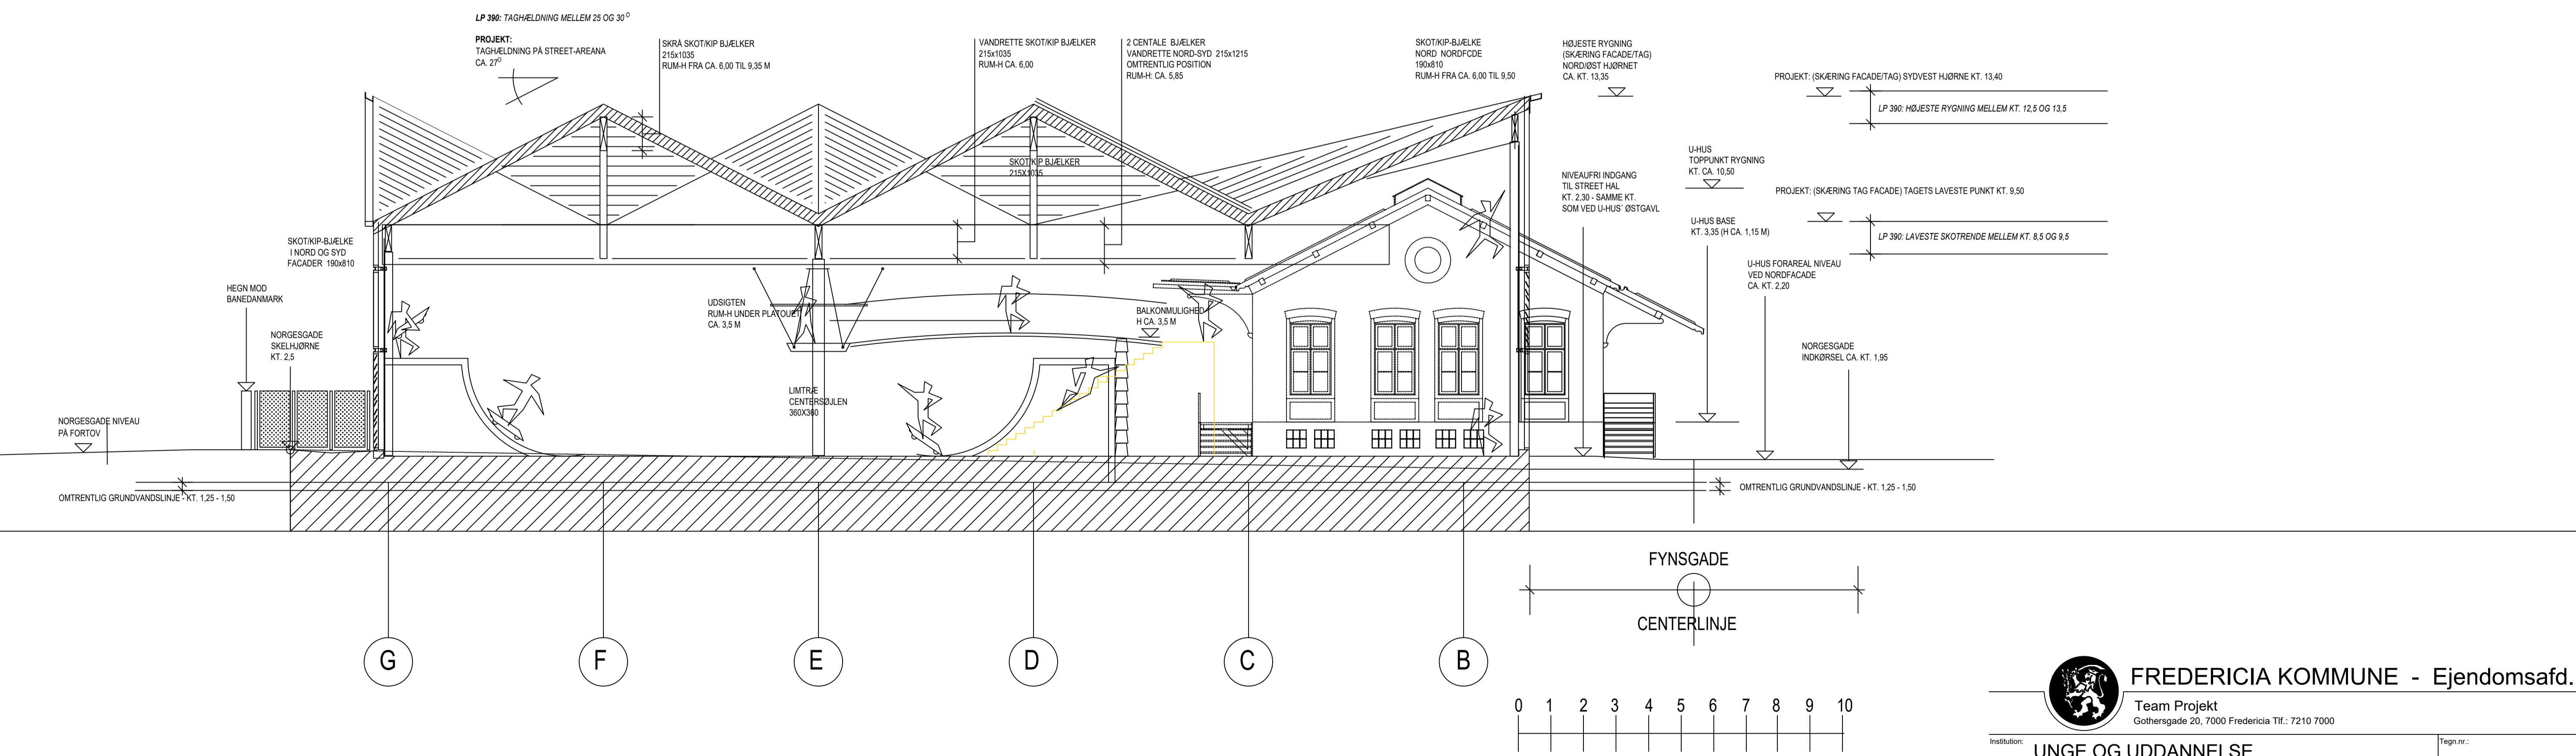 LP 390: TAGHÆLDNING MELLEM 25 OG 30 O
PROJEKT:
TAGHÆLDNING PÅ STREET-AREANA
CA. 27O
SKRÅ SKOT/KIP BJÆLKER
215x1035
RUM-H FRA CA. 6,00 TIL 9,35 M
VANDRETTE SKOT/KIP BJÆLKER
215x1035
RUM-H CA. 6,00
2 CENTALE BJÆLKER
VANDRETTE NORD-SYD 215x1215
OMTRENTLIG POSITION
RUM-H: CA. 5,85
SKOT/KIP-BJÆLKE
NORD NORDFCDE
190x810
RUM-H FRA CA. 6,00 TIL 9,50
HØJESTE RYGNING
(SKÆRING FACADE/TAG)
NORD/ØST HJØRNET
CA. KT. 13,35
PROJEKT: (SKÆRING FACADE/TAG) SYDVEST HJØRNE KT. 13,40
LP 390: HØJESTE RYGNING MELLEM KT. 12,5 OG 13,5
SKOT/KIP BJÆLKER
215X1035
U-HUS
TOPPUNKT RYGNING
KT. CA. 10,50
NIVEAUFRI INDGANG
TIL STREET HAL
KT. 2,30 - SAMME KT.
SOM VED U-HUS´ ØSTGAVL
PROJEKT: (SKÆRING TAG FACADE) TAGETS LAVESTE PUNKT KT. 9,50
U-HUS BASE
KT. 3,35 (H CA. 1,15 M)
LP 390: LAVESTE SKOTRENDE MELLEM KT. 8,5 OG 9,5
SKOT/KIP-BJÆLKE
I NORD OG SYD
FACADER 190x810
U-HUS FORAREAL NIVEAU
VED NORDFACADE
CA. KT. 2,20
HEGN MOD
BANEDANMARK
UDSIGTEN
RUM-H UNDER PLATOUET
CA. 3,5 M
BALKONMULIGHED
H CA. 3,5 M
NORGESGADE
SKELHJØRNE
KT. 2,5
NORGESGADE
INDKØRSEL CA. KT. 1,95
LIMTRÆ
CENTERSØJLEN
360X360
NORGESGADE NIVEAU
PÅ FORTOV
OMTRENTLIG GRUNDVANDSLINJE - KT. 1,25 - 1,50
OMTRENTLIG GRUNDVANDSLINJE - KT. 1,25 - 1,50
FYNSGADE
CENTERLINJE
G F E D C B
0 1 2 3 4 5 6 7 8 9 10
FREDERICIA KOMMUNE - Ejendomsafd.
Team Projekt
Gothersgade 20, 7000 Fredericia Tlf.: 7210 7000
Institution: UNGE OG UDDANNELSE
Tegn.nr.: